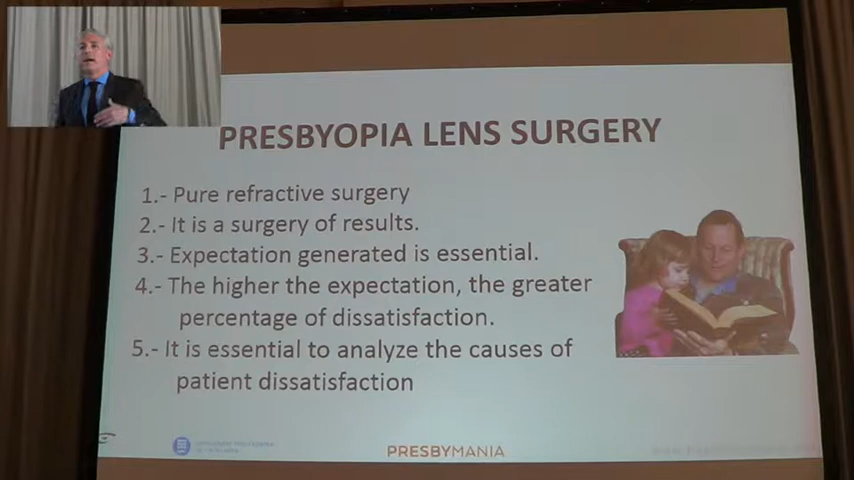 PRESBYOPIA LENS SURGERY
1.- Pure refractive surgery
2.- It is a surgery of results.
3.- Expectation generated is essential.
4.- The higher the expectation, the greater
percentage of dissatisfaction.
5.- It is essential to analyze the causes of
patient dissatisfaction
PRESBYMANIA